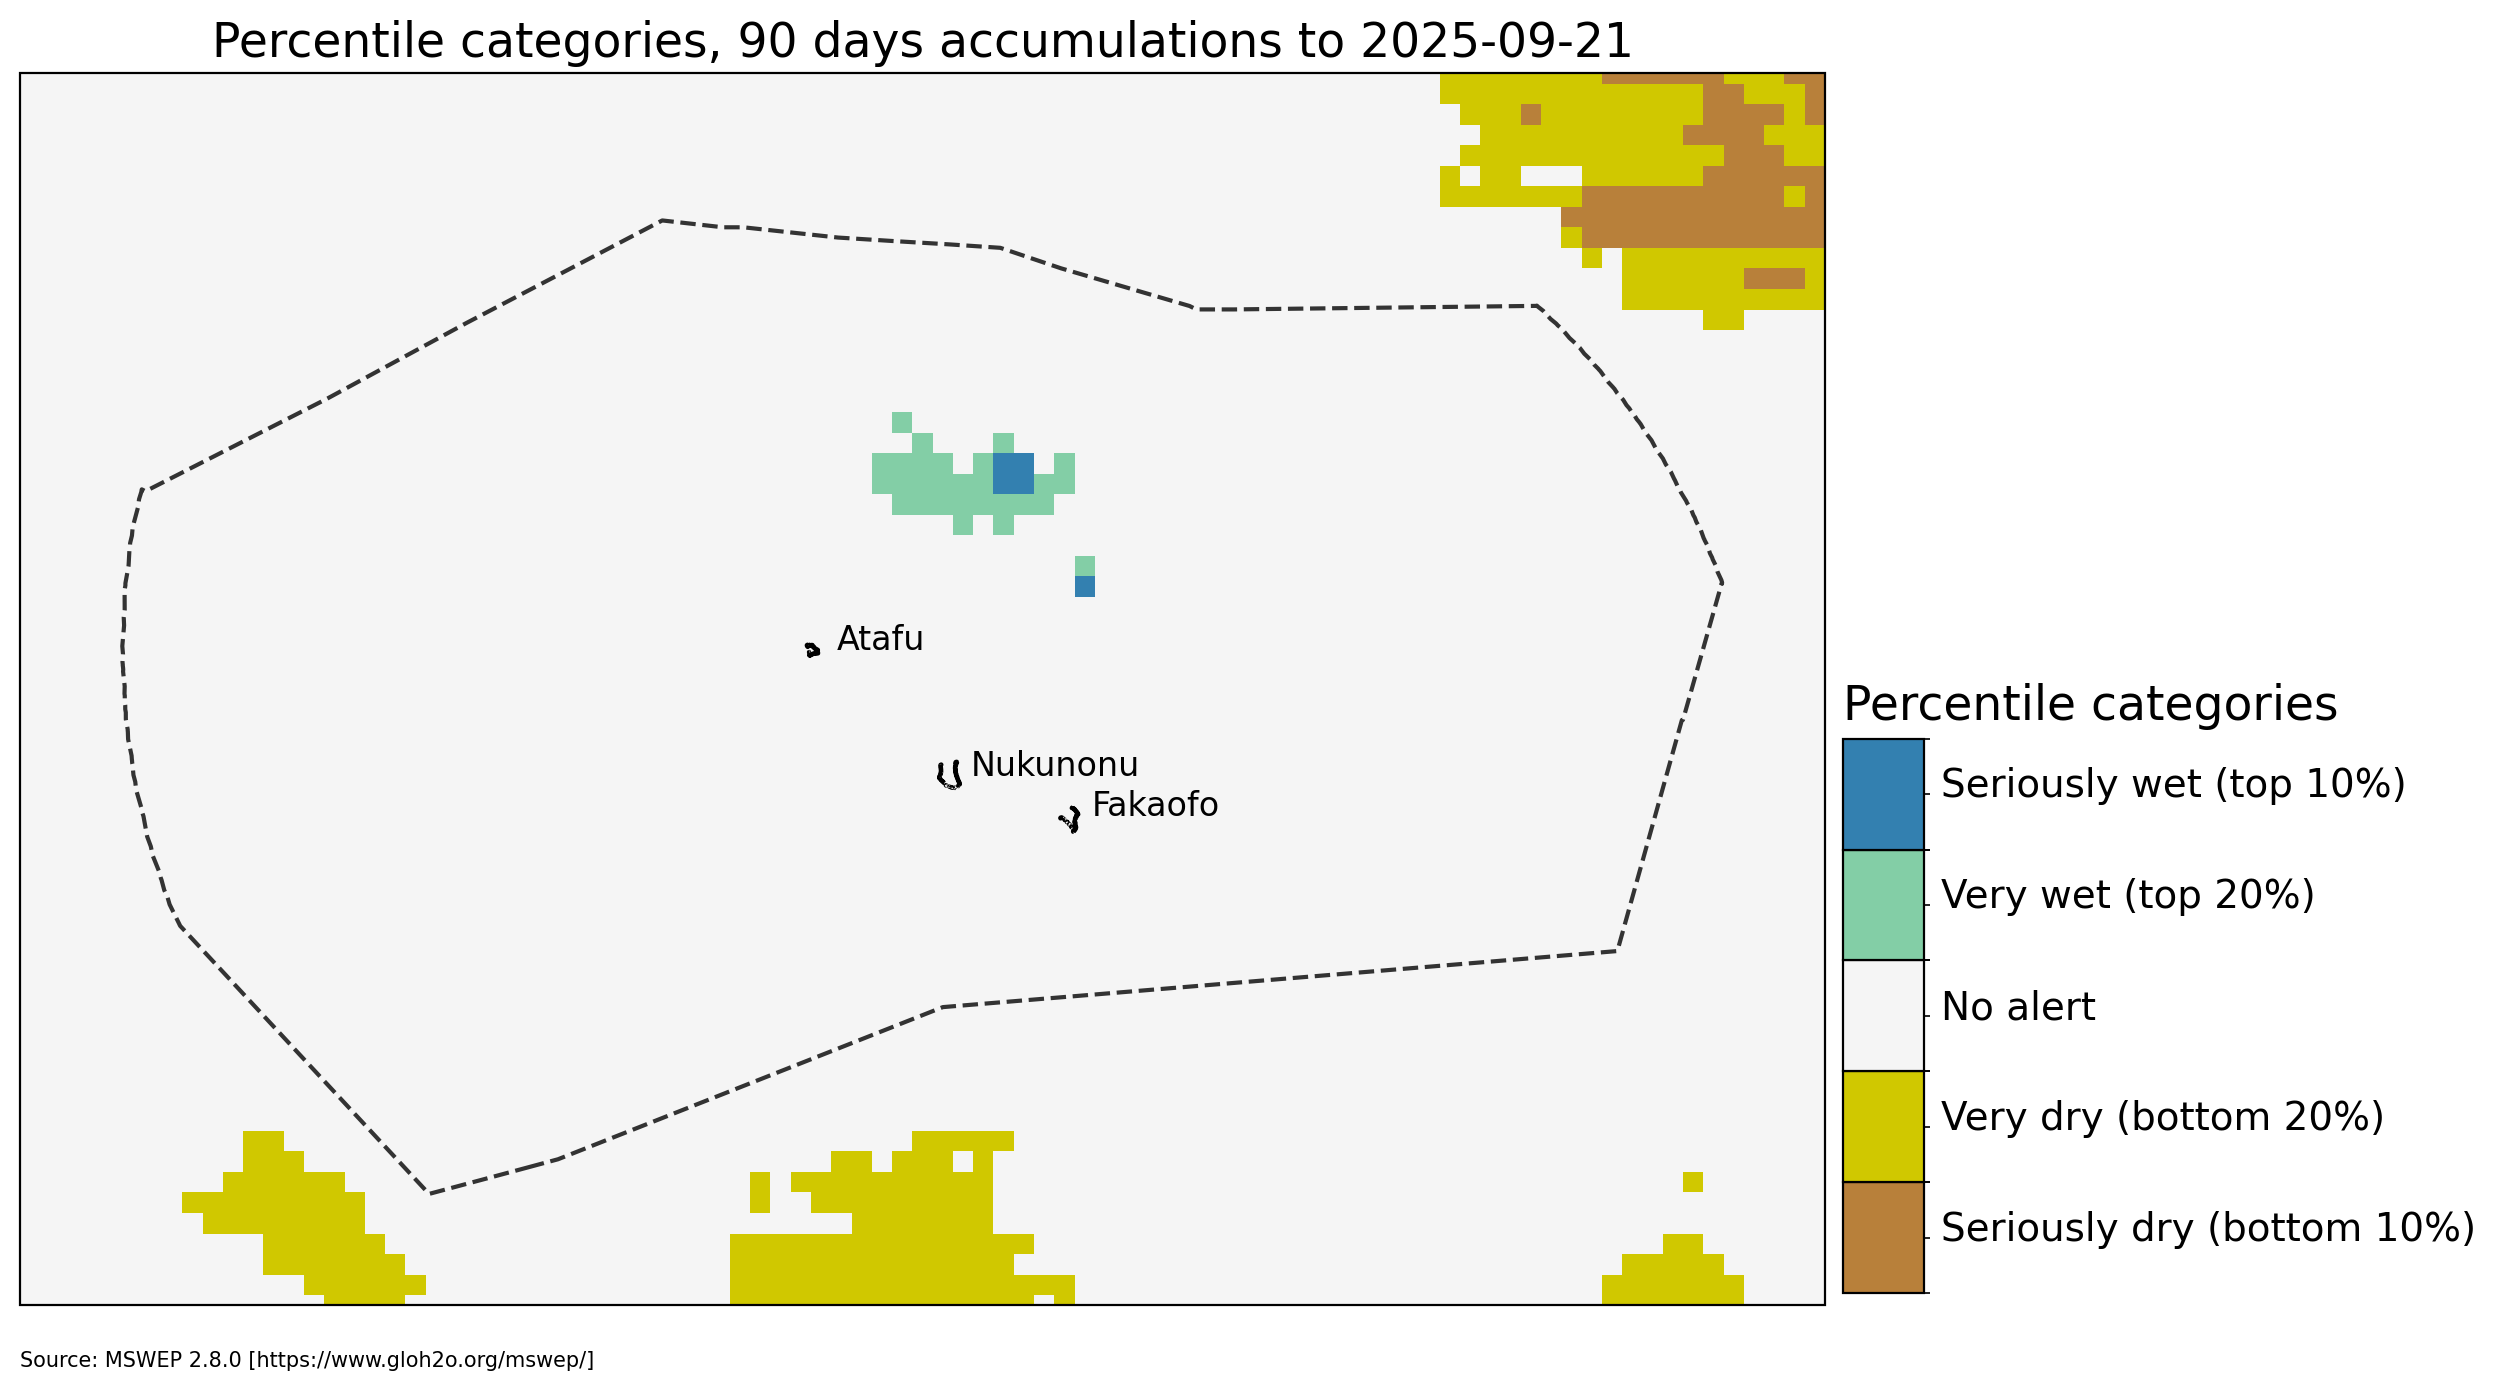 Percentile categories, 90 days accumulations to 2025-09-21
Atafu
Nukunonu
Fakaofo
Percentile categories
Seriously wet (top 10%)
Very wet (top 20%)
No alert
Very dry (bottom 20%)
Seriously dry (bottom 10%)
Source: MSWEP 2.8.0 [https://www.gloh2o.org/mswep/]